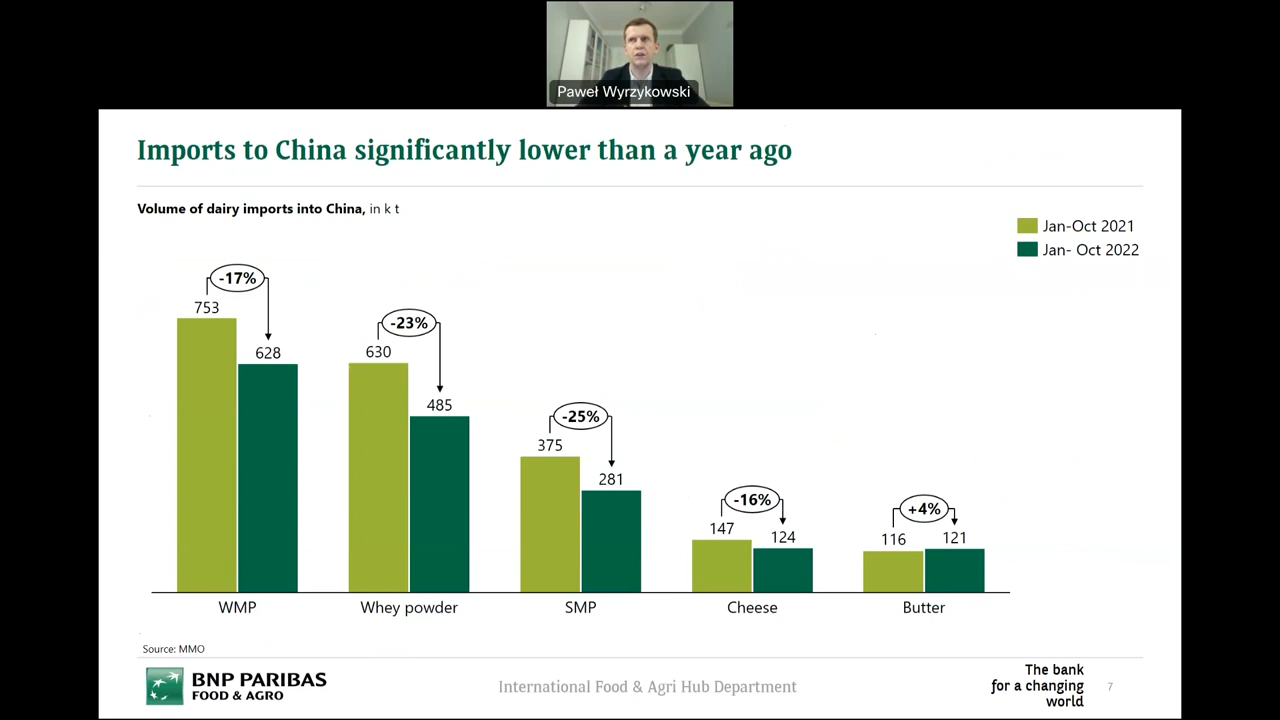 Paweł Wyrzykowski
Imports to China significantly lower than a year ago
Volume of dairy imports into China, in k t
Jan-Oct 2021
Jan- Oct 2022
-17%
753
628
-23%
630
485
-25%
375
281
-16%
147
124
+4%
116
121
WMP
Whey powder
SMP
Cheese
Butter
Source: MMO
BNP PARIBAS
FOOD & AGRO
International Food & Agri Hub Department
The bank
for a changing
world
7